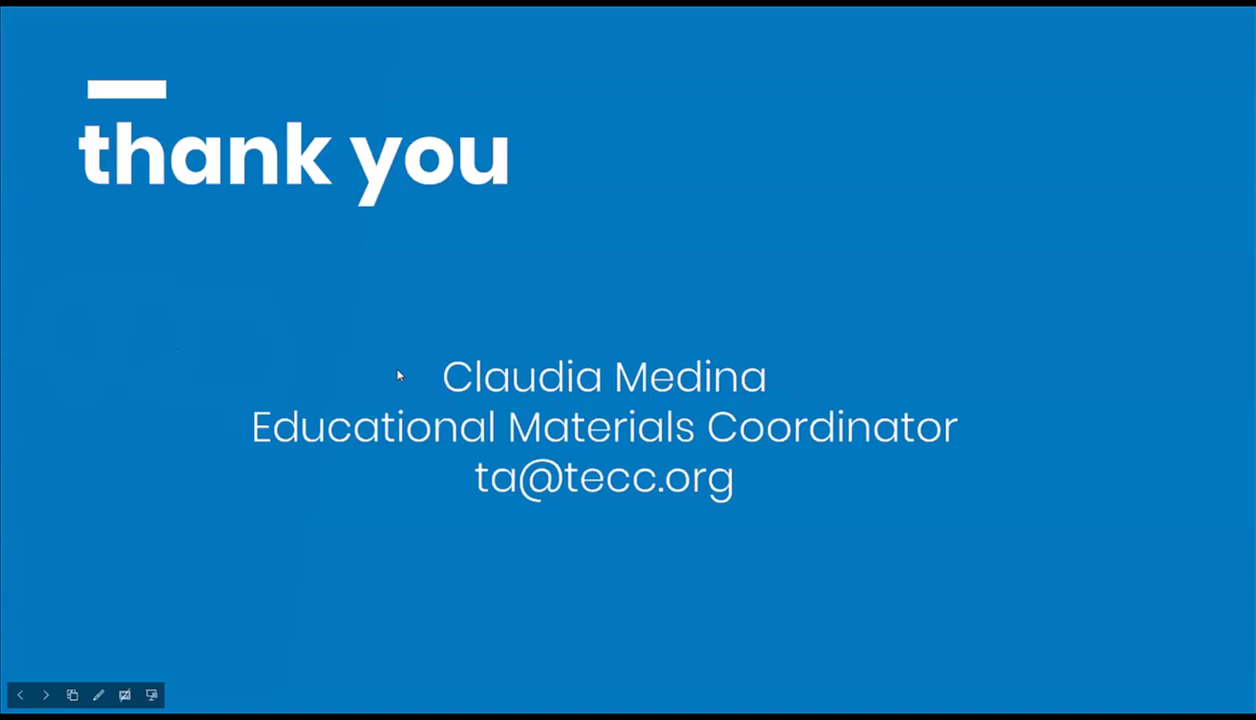 thank you
Claudia Medina
Educational Materials Coordinator
ta@tecc.org